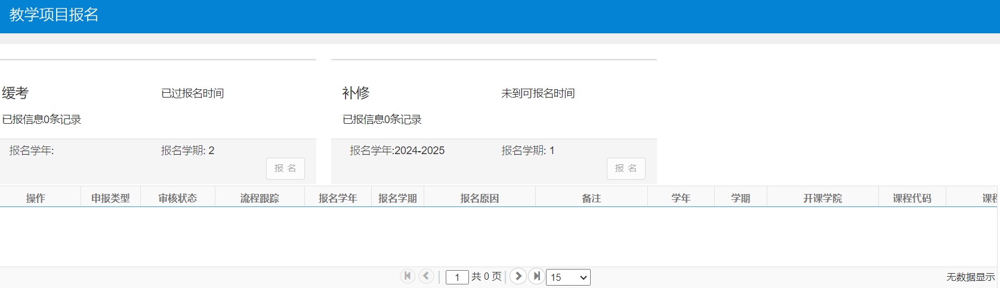 教学项目报名
缓考 已过报名时间
已报信息0条记录
报名学年: 报名学期: 2
报 名
补修 未到可报名时间
已报信息0条记录
报名学年:2024-2025 报名学期: 1
报 名
操作 申报类型 审核状态 流程跟踪 报名学年 报名学期 报名原因 备注 学年 学期 开课学院 课程代码 课程
1 共 0 页 15 无数据显示